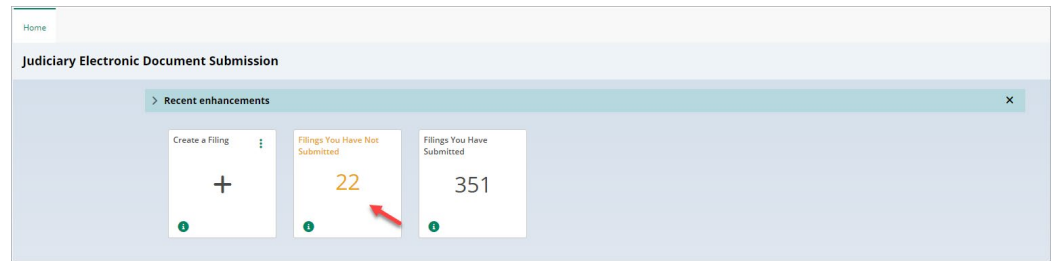 Home
Judiciary Electronic Document Submission
Recent enhancements
Create a Filing
Filings You Have Not
Submitted
22
Filings You Have
Submitted
351